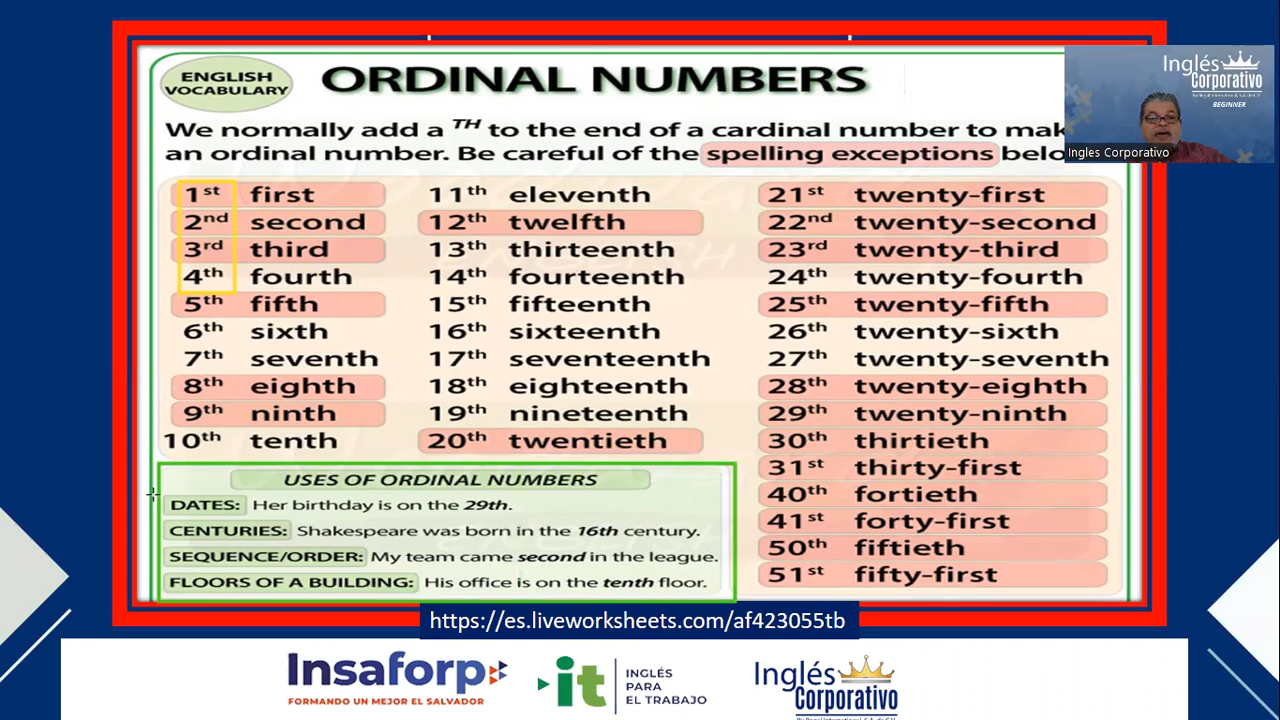 ENGLISH
VOCABULARY
ORDINAL NUMBERS
We normally add a TH to the end of a cardinal number to mak
an ordinal number. Be careful of the spelling exceptions belo
1st first
2nd second
3rd third
4th fourth
5th fifth
6th sixth
7th seventh
8th eighth
9th ninth
10th tenth
11th eleventh
12th twelfth
13th thirteenth
14th fourteenth
15th fifteenth
16th sixteenth
17th seventeenth
18th eighteenth
19th nineteenth
20th twentieth
21st twenty-first
22nd twenty-second
23rd twenty-third
24th twenty-fourth
25th twenty-fifth
26th twenty-sixth
27th twenty-seventh
28th twenty-eighth
29th twenty-ninth
30th thirtieth
31st thirty-first
40th fortieth
41st forty-first
50th fiftieth
51st fifty-first
USES OF ORDINAL NUMBERS
DATES: Her birthday is on the 29th.
CENTURIES: Shakespeare was born in the 16th century.
SEQUENCE/ORDER: My team came second in the league.
FLOORS OF A BUILDING: His office is on the tenth floor.
https://es.liveworksheets.com/af423055tb
Inglés
Corporativo
BEGINNER
Ingles Corporativo
Insaforp
FORMANDO UN MEJOR EL SALVADOR
it
INGLÉS
PARA
EL TRABAJO
Inglés
Corporativo